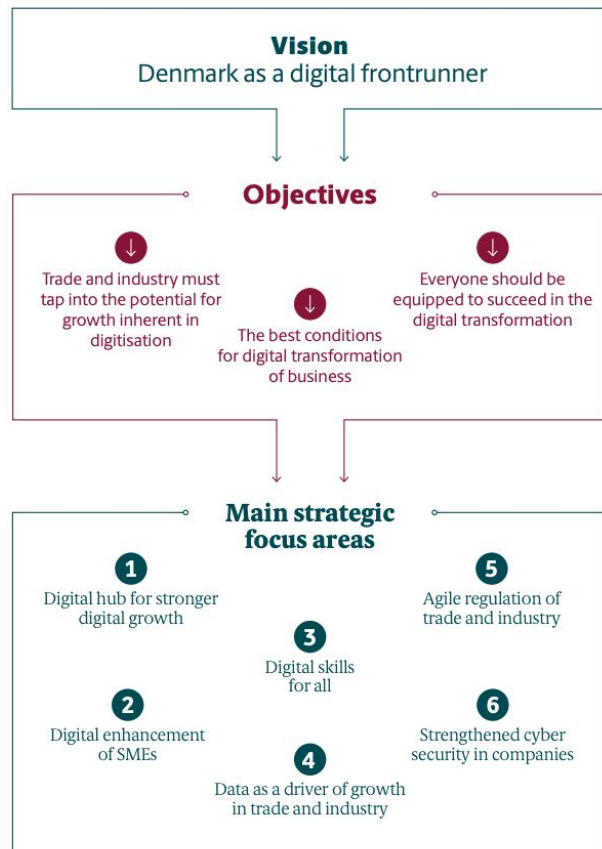 Vision
Denmark as a digital frontrunner
Objectives
Trade and industry must
tap into the potential for
growth inherent in
digitisation
The best conditions
for digital transformation
of business
Everyone should be
equipped to succeed in the
digital transformation
Main strategic
focus areas
1
Digital hub for stronger
digital growth
2
Digital enhancement
of SMEs
3
Digital skills
for all
4
Data as a driver of growth
in trade and industry
5
Agile regulation of
trade and industry
6
Strengthened cyber
security in companies